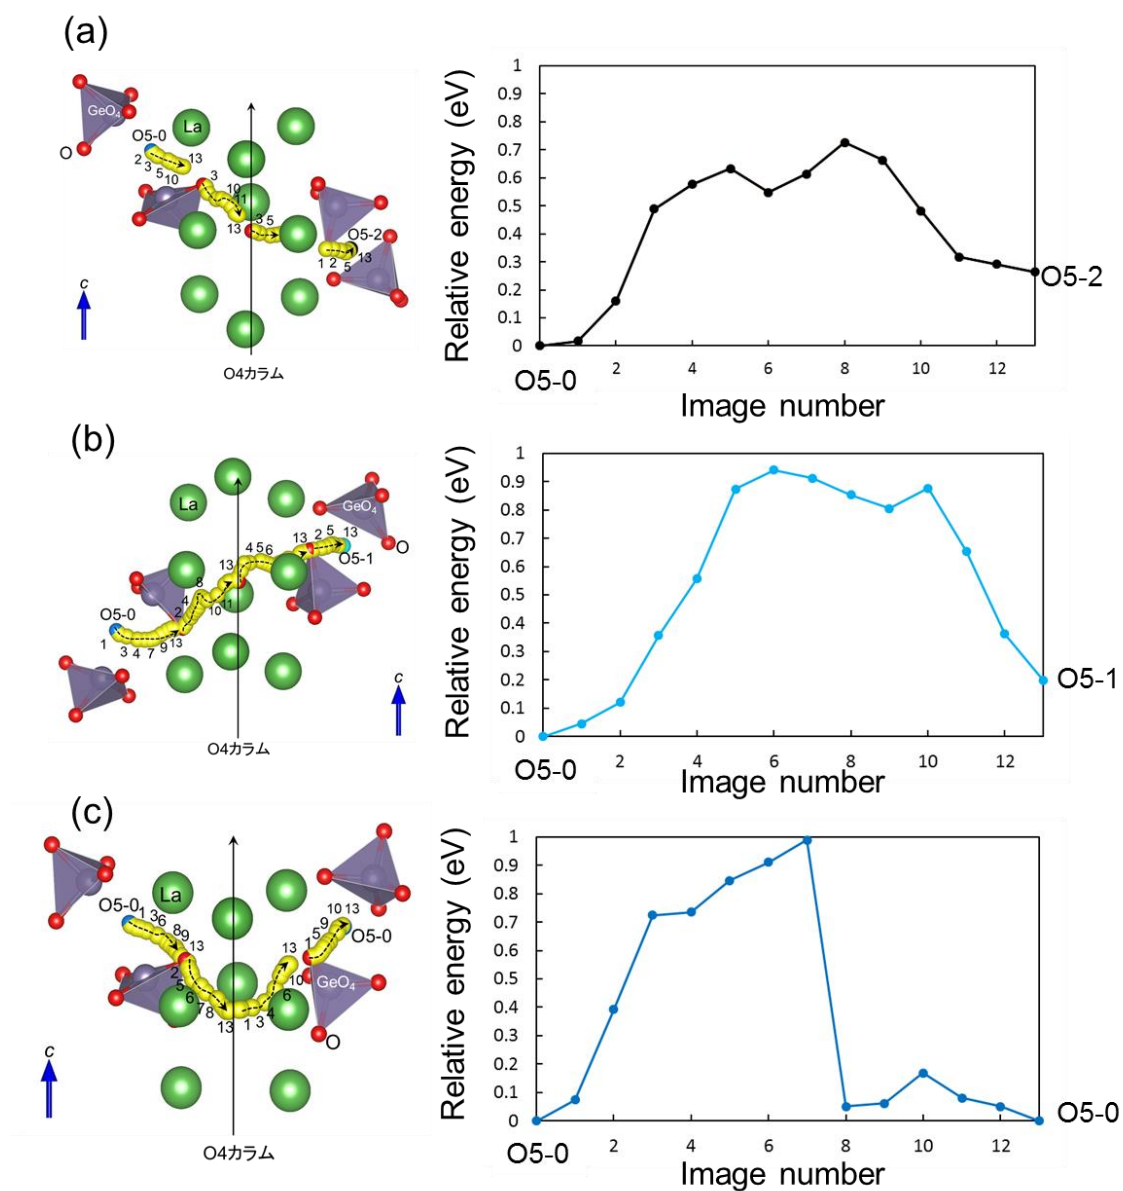 (a)
GeO4
O
La
O5-0
2 3 5 10 13
3 10 11 13
3 5
O5-2
1 2 5 13
c
O4カラム
Relative energy (eV)
1
0.9
0.8
0.7
0.6
0.5
0.4
0.3
0.2
0.1
0
2 4 6 8 10 12
O5-0
O5-2
Image number
(b)
La
GeO4
O
13 4 5 6
13 2 5 13
O5-1
2 4 8 10 11
O5-0
1 3 4 7 9 13
c
O4カラム
Relative energy (eV)
1
0.9
0.8
0.7
0.6
0.5
0.4
0.3
0.2
0.1
0
2 4 6 8 10 12
O5-0
O5-1
Image number
(c)
La
O5-0
1 3 6 8 9 13
2 5 6 7 8 13
1 3 4 6 10 13
1 5 9 10 13
O5-0
GeO4
O
c
O4カラム
Relative energy (eV)
1
0.9
0.8
0.7
0.6
0.5
0.4
0.3
0.2
0.1
0
2 4 6 8 10 12
O5-0
O5-0
Image number